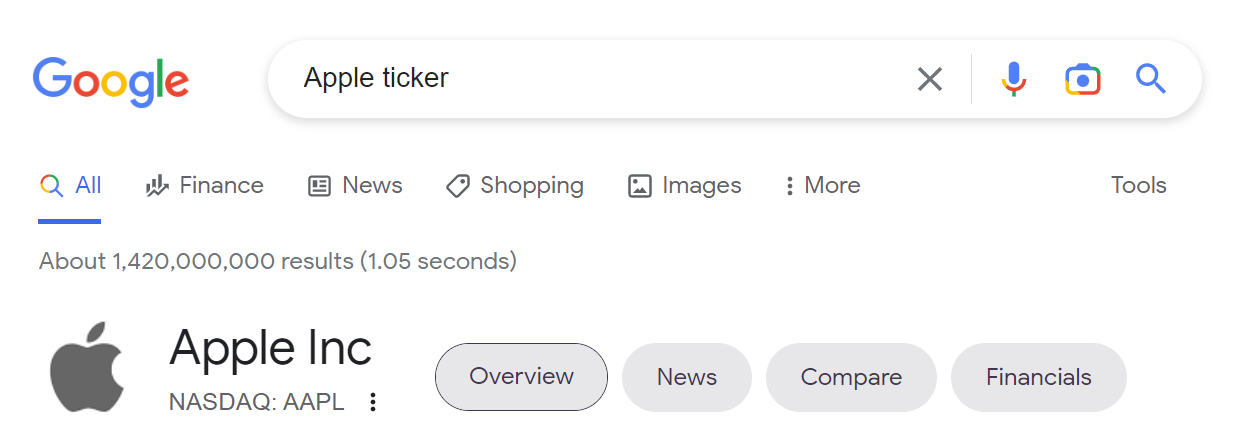 Google Apple ticker
All Finance News Shopping Images More Tools
About 1,420,000,000 results (1.05 seconds)
Apple Inc
NASDAQ: AAPL
Overview News Compare Financials